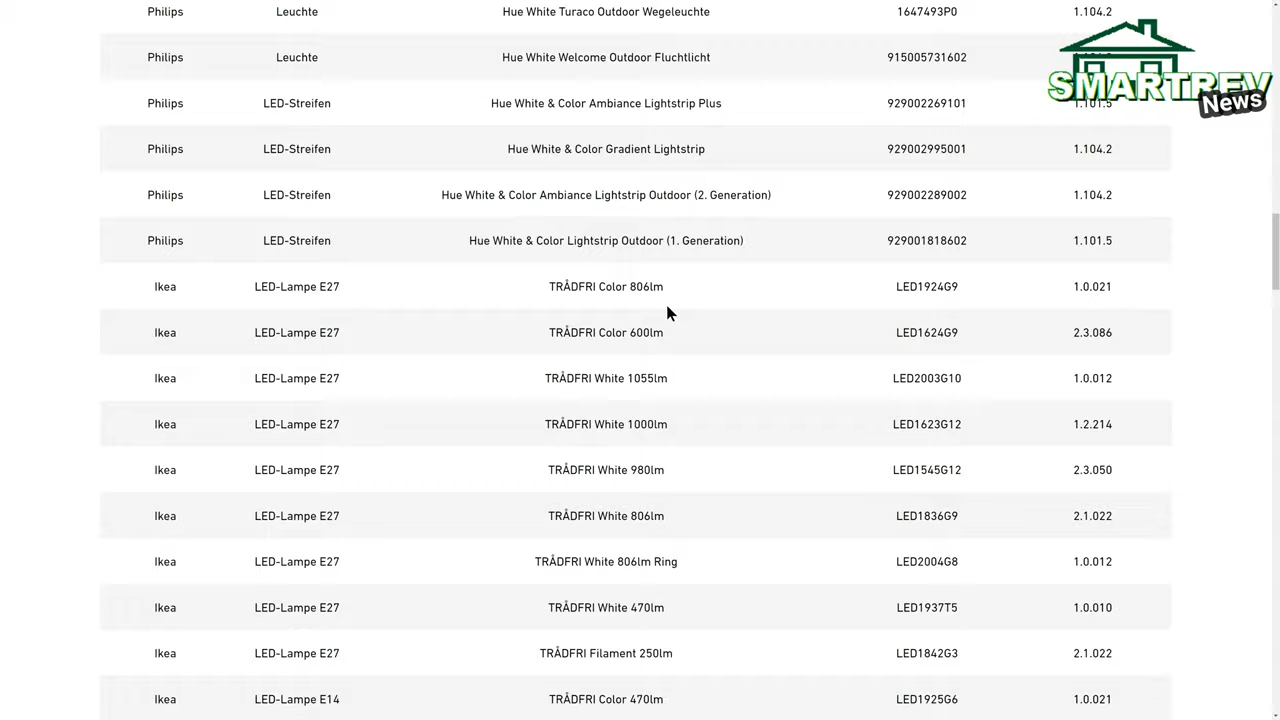 Philips Leuchte Hue White Turaco Outdoor Wegeleuchte 1647493P0 1.104.2
Philips Leuchte Hue White Welcome Outdoor Fluchtlicht 915005731602
Philips LED-Streifen Hue White & Color Ambiance Lightstrip Plus 929002269101 1.101.5
Philips LED-Streifen Hue White & Color Gradient Lightstrip 929002995001 1.104.2
Philips LED-Streifen Hue White & Color Ambiance Lightstrip Outdoor (2. Generation) 929002289002 1.104.2
Philips LED-Streifen Hue White & Color Lightstrip Outdoor (1. Generation) 929001818602 1.101.5
Ikea LED-Lampe E27 TRÅDFRI Color 806lm LED1924G9 1.0.021
Ikea LED-Lampe E27 TRÅDFRI Color 600lm LED1624G9 2.3.086
Ikea LED-Lampe E27 TRÅDFRI White 1055lm LED2003G10 1.0.012
Ikea LED-Lampe E27 TRÅDFRI White 1000lm LED1623G12 1.2.214
Ikea LED-Lampe E27 TRÅDFRI White 980lm LED1545G12 2.3.050
Ikea LED-Lampe E27 TRÅDFRI White 806lm LED1836G9 2.1.022
Ikea LED-Lampe E27 TRÅDFRI White 806lm Ring LED2004G8 1.0.012
Ikea LED-Lampe E27 TRÅDFRI White 470lm LED1937T5 1.0.010
Ikea LED-Lampe E27 TRÅDFRI Filament 250lm LED1842G3 2.1.022
Ikea LED-Lampe E14 TRÅDFRI Color 470lm LED1925G6 1.0.021
SMARTREV
News